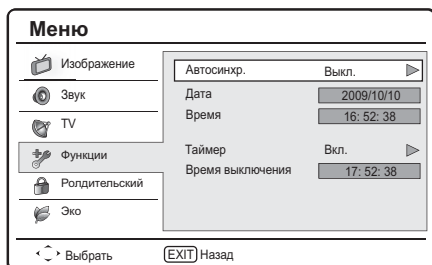 Меню
Изображение
Звук
TV
Функции
Ролдительский
Эко
Автосинхр. Выкл.
Дата 2009/10/10
Время 16: 52: 38
Таймер Вкл.
Время выключения 17: 52: 38
Выбрать EXIT Назад